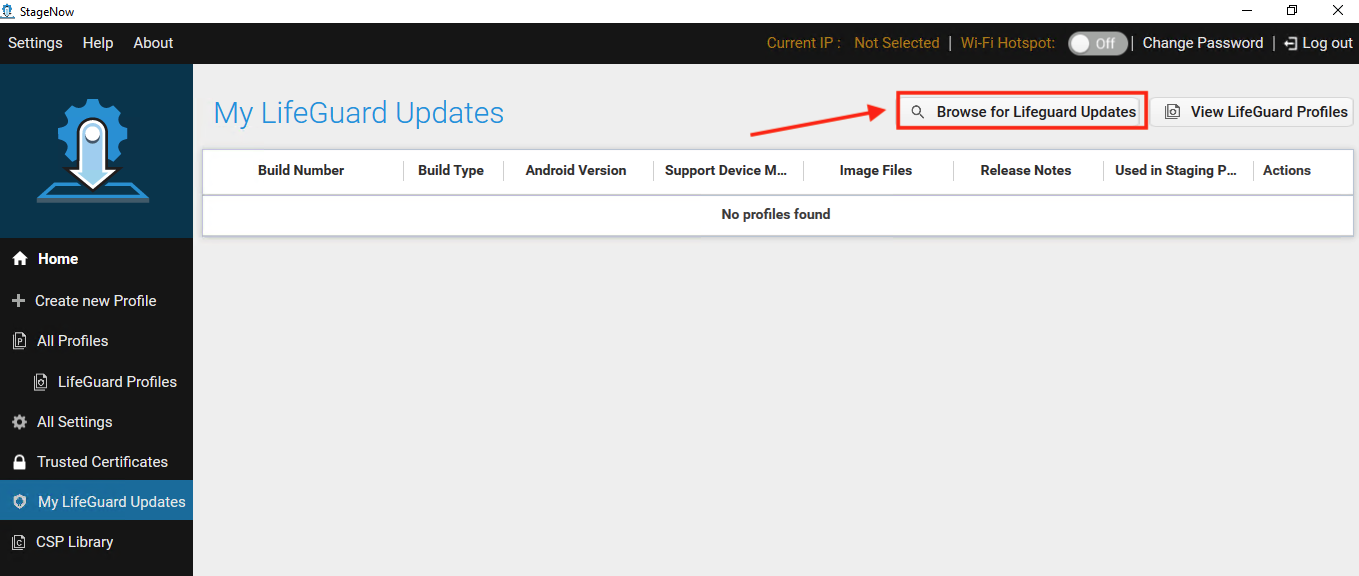 StageNow
Settings Help About Current IP : Not Selected | Wi-Fi Hotspot: Off | Change Password | Log out
My LifeGuard Updates
Browse for Lifeguard Updates View LifeGuard Profiles
Build Number Build Type Android Version Support Device M... Image Files Release Notes Used in Staging P... Actions
No profiles found
Home
Create new Profile
All Profiles
LifeGuard Profiles
All Settings
Trusted Certificates
My LifeGuard Updates
CSP Library